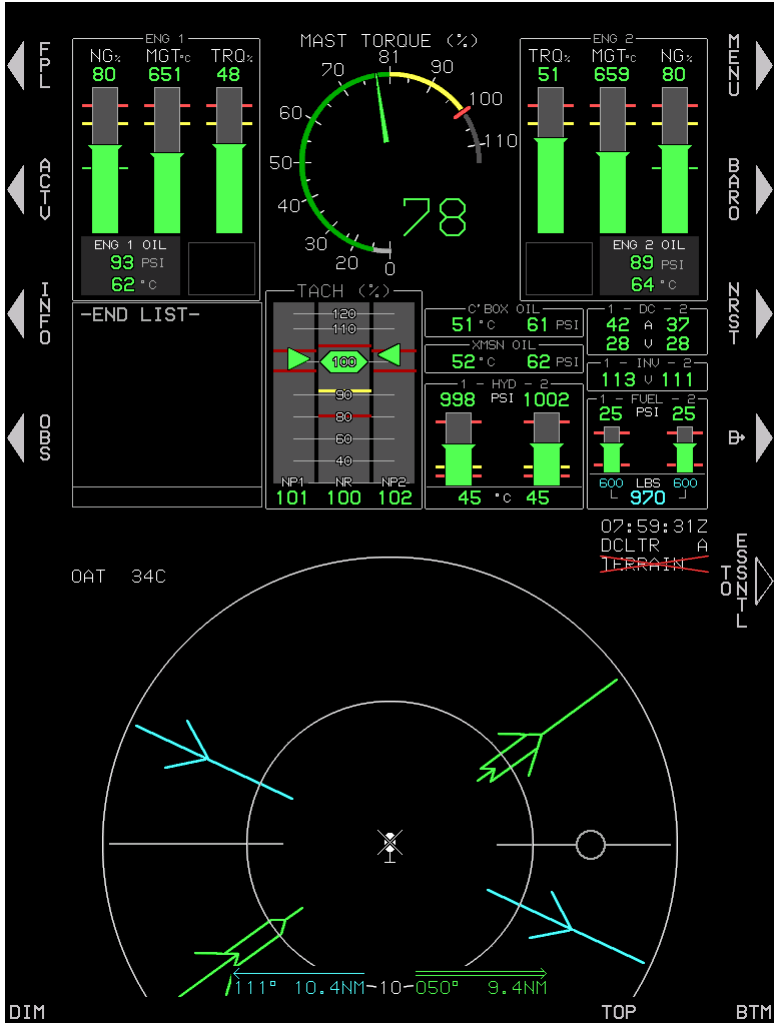 FPL
ACTV
INFO
OBS
ENG 1
NG% MGT°C TRQ%
80 651 48
ENG 1 OIL
93 PSI
62 °C
MAST TORQUE (%)
81
70 90
60 100
50 110
40
30
20 0
78
ENG 2
TRQ% MGT°C NG%
51 659 80
ENG 2 OIL
89 PSI
64 °C
MENU
BARO
NRST
-END LIST-
TACH (%)
120
110
100
90
80
60
40
NP1 NR NP2
101 100 102
C'BOX OIL
51 °C 61 PSI
XMSN OIL
52 °C 62 PSI
1 - HYD - 2
998 PSI 1002
45 °C 45
1 - DC - 2
42 A 37
28 V 28
1 - INV - 2
113 V 111
1 - FUEL - 2
25 PSI 25
600 LBS 600
970
07:59:31Z
DCLTR A
TERRAIN
ESSNTL
TO
OAT 34C
111° 10.4NM-10-050° 9.4NM
DIM TOP BTM